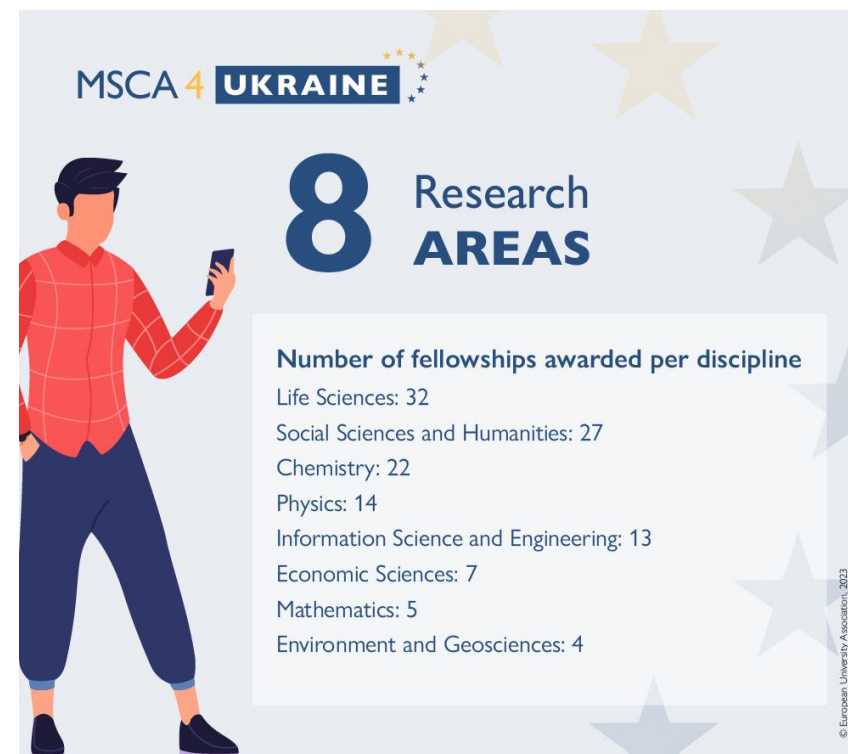 MSCA 4 UKRAINE
8 Research
AREAS
Number of fellowships awarded per discipline
Life Sciences: 32
Social Sciences and Humanities: 27
Chemistry: 22
Physics: 14
Information Science and Engineering: 13
Economic Sciences: 7
Mathematics: 5
Environment and Geosciences: 4
© European University Association, 2023